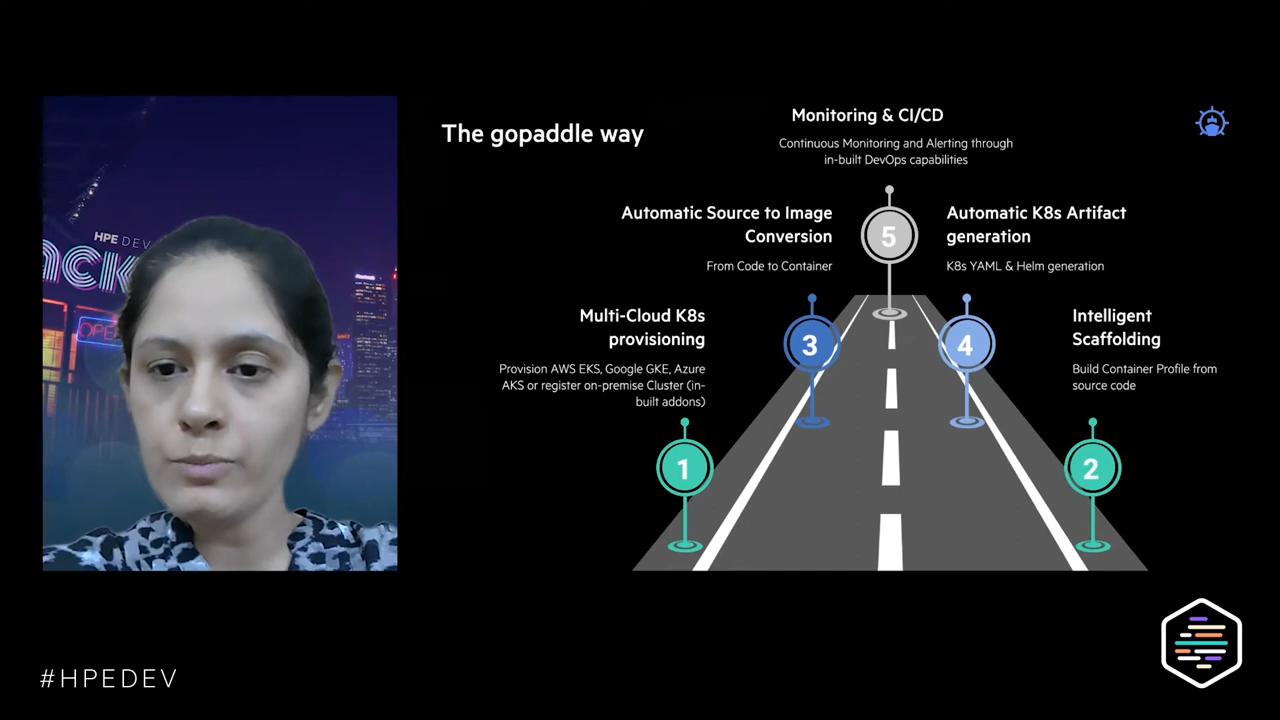 HPE DEV
ACK
OPE
The gopaddle way
Monitoring & CI/CD
Continuous Monitoring and Alerting through
in-built DevOps capabilities
Automatic Source to Image
Conversion
From Code to Container
5
Automatic K8s Artifact
generation
K8s YAML & Helm generation
Multi-Cloud K8s
provisioning
Provision AWS EKS, Google GKE, Azure
AKS or register on-premise Cluster (in-
built addons)
3
4
Intelligent
Scaffolding
Build Container Profile from
source code
1
2
#HPEDEV